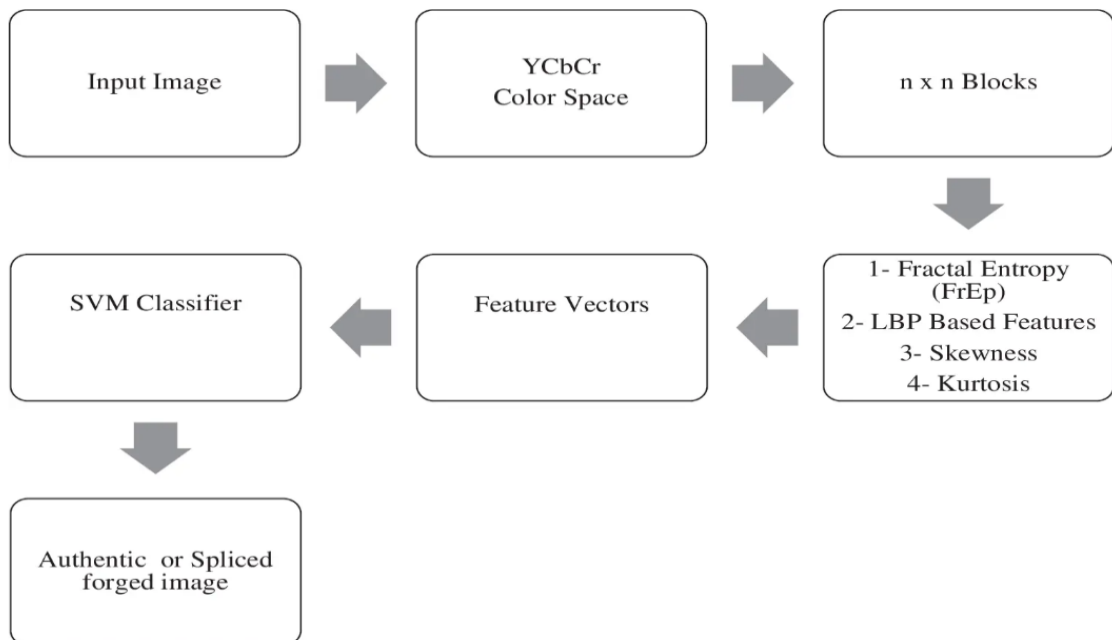 Input Image
YCbCr
Color Space
n x n Blocks
1- Fractal Entropy
(FrEp)
2- LBP Based Features
3- Skewness
4- Kurtosis
Feature Vectors
SVM Classifier
Authentic or Spliced
forged image